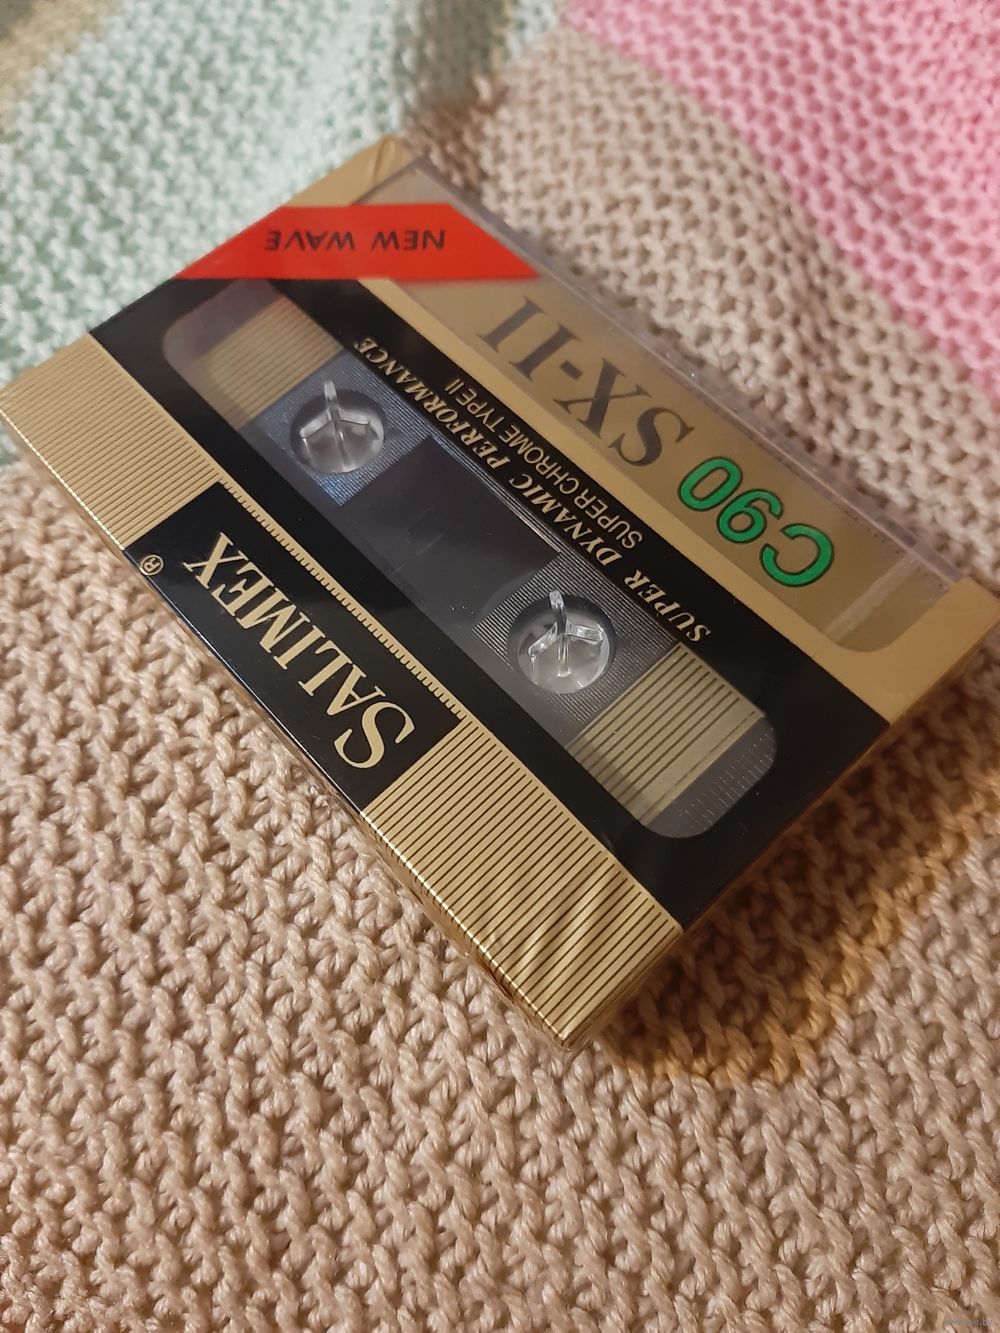 SALIMEX®
SUPER DYNAMIC PERFORMANCE
SUPER CHROME TYPE II
C90 SX-II
NEW WAVE